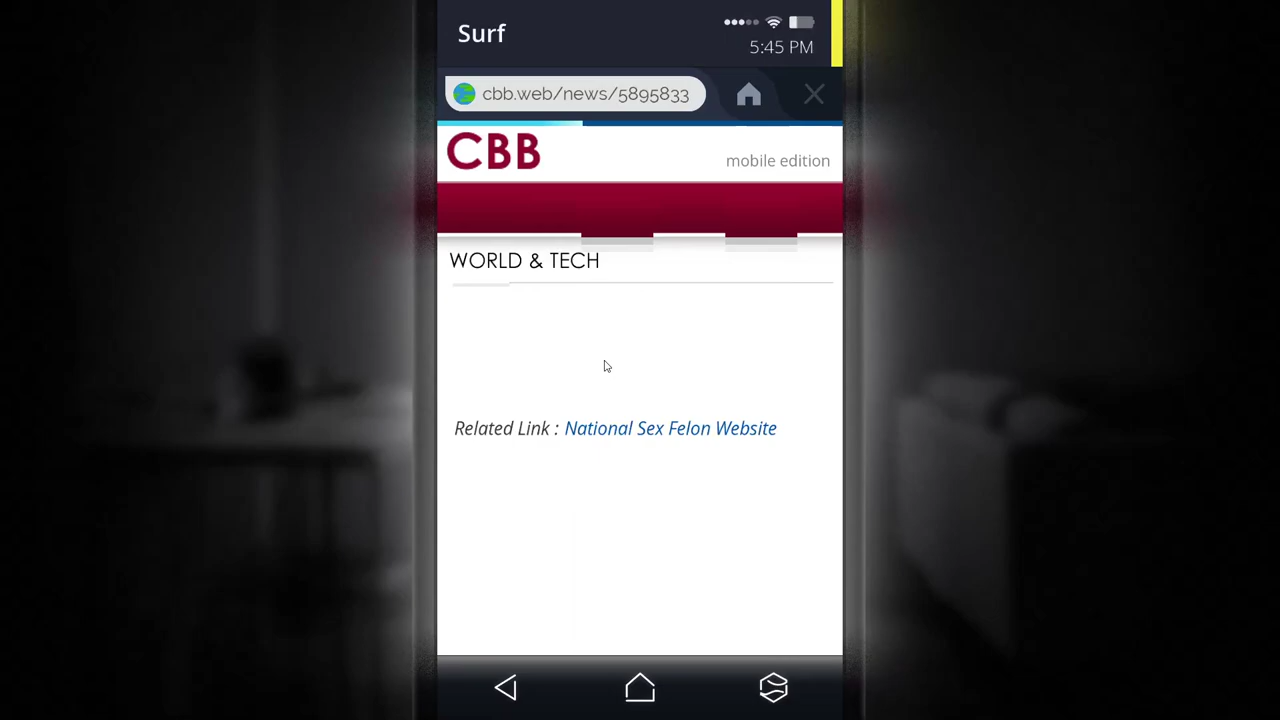 Surf
5:45 PM
cbb.web/news/5895833
CBB
mobile edition
WORLD & TECH
Related Link : National Sex Felon Website